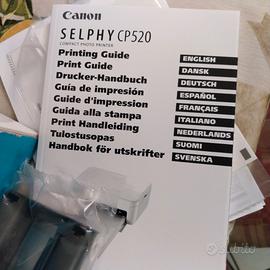 Canon
SELPHY CP520
COMPACT PHOTO PRINTER
Printing Guide
Print Guide
Drucker-Handbuch
Guía de impresión
Guide d'impression
Guida alla stampa
Print Handleiding
Tulostusopas
Handbok för utskrifter
ENGLISH
DANSK
DEUTSCH
ESPAÑOL
FRANÇAIS
ITALIANO
NEDERLANDS
SUOMI
SVENSKA
subito